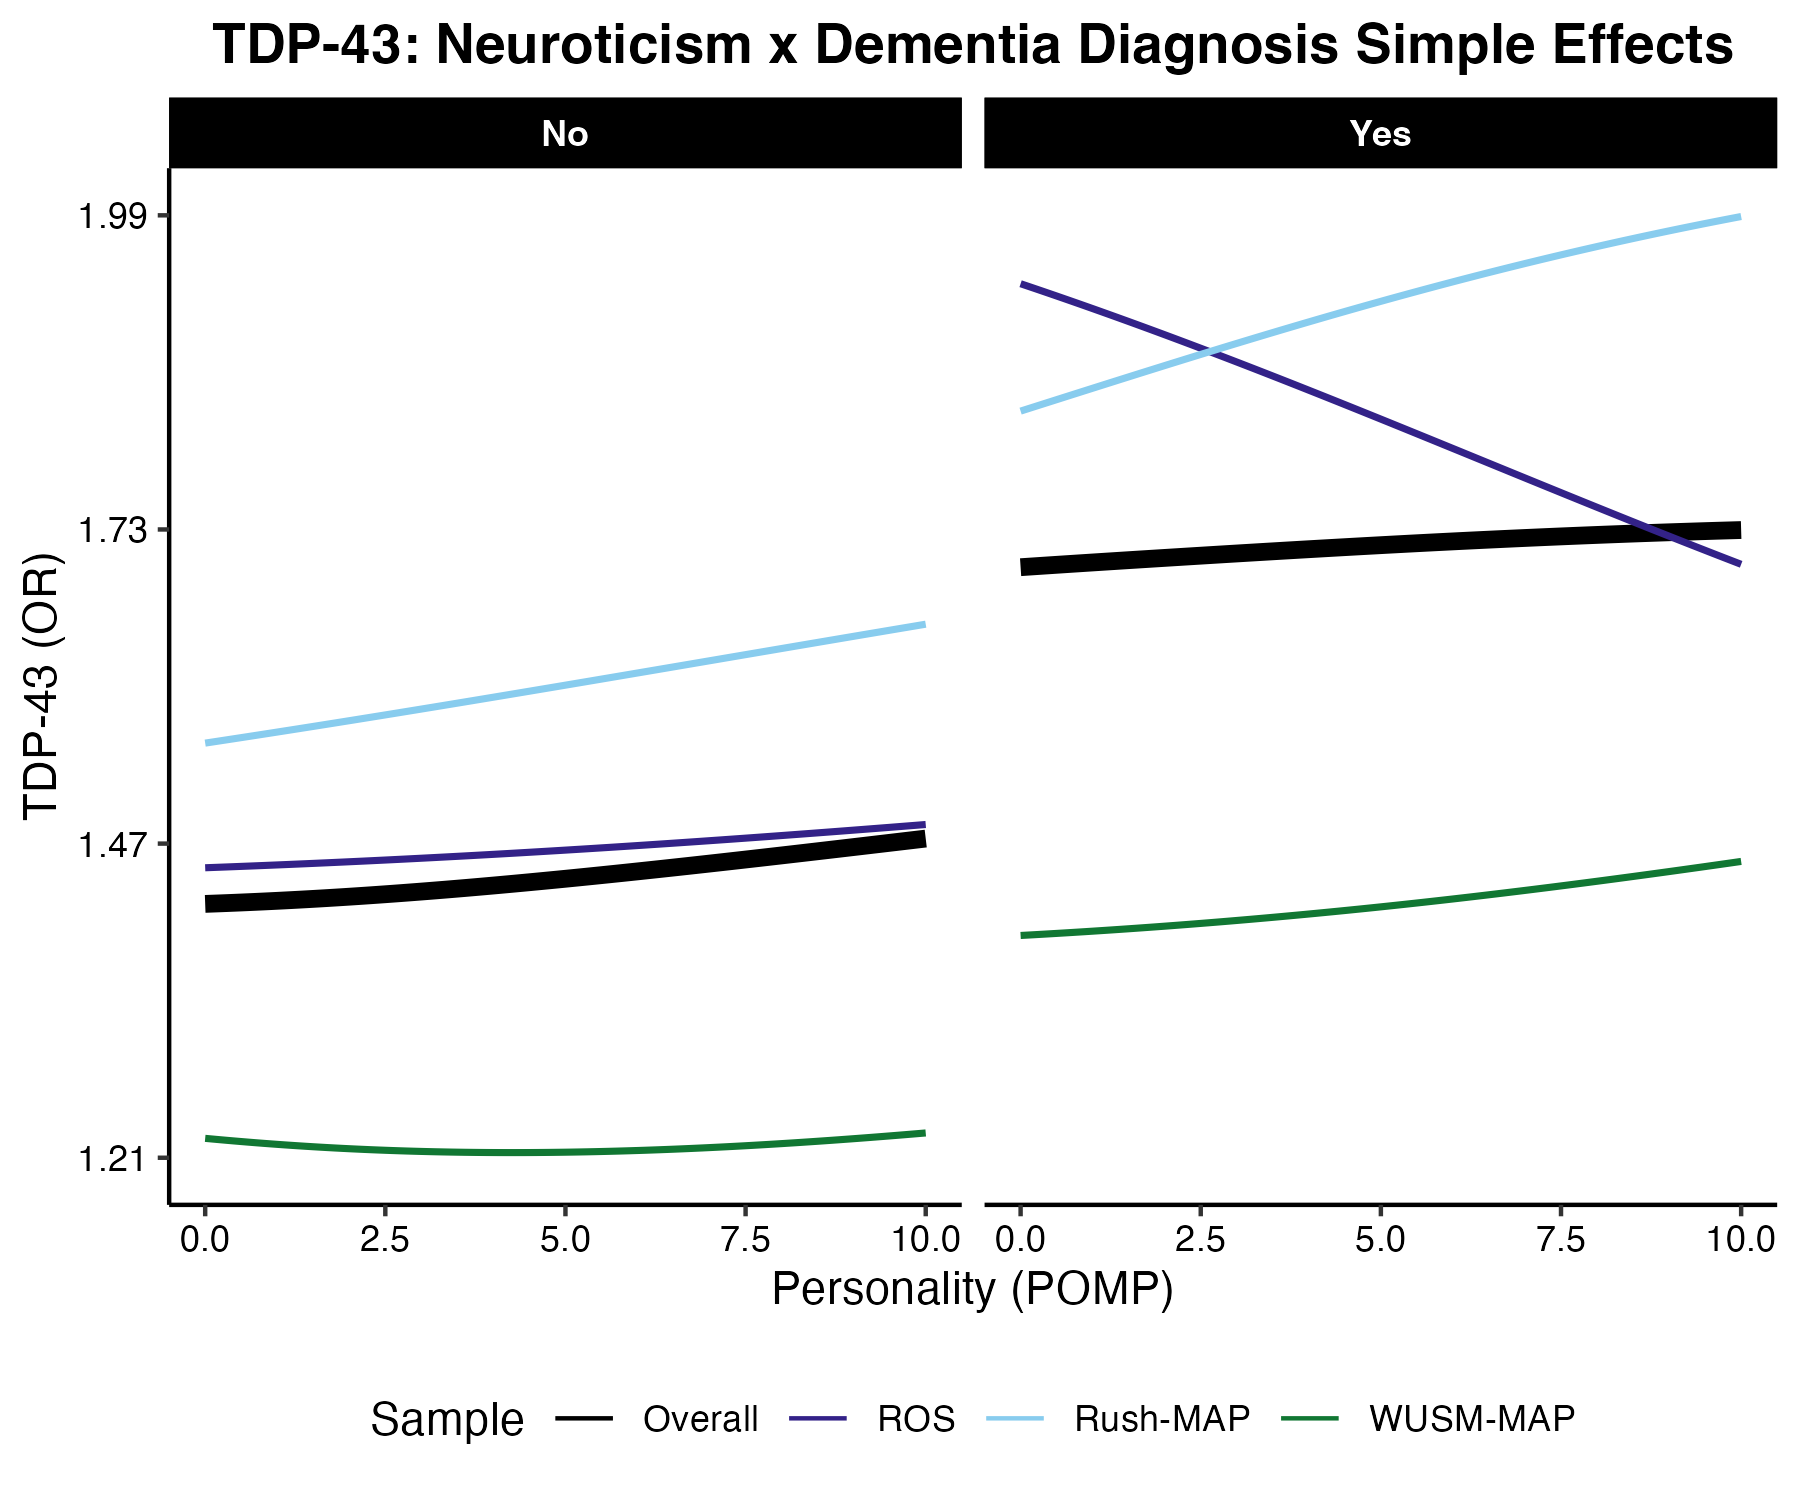 TDP-43: Neuroticism x Dementia Diagnosis Simple Effects
No Yes
TDP-43 (OR)
1.99
1.73
1.47
1.21
0.0 2.5 5.0 7.5 10.0 0.0 2.5 5.0 7.5 10.0
Personality (POMP)
Sample Overall ROS Rush-MAP WUSM-MAP